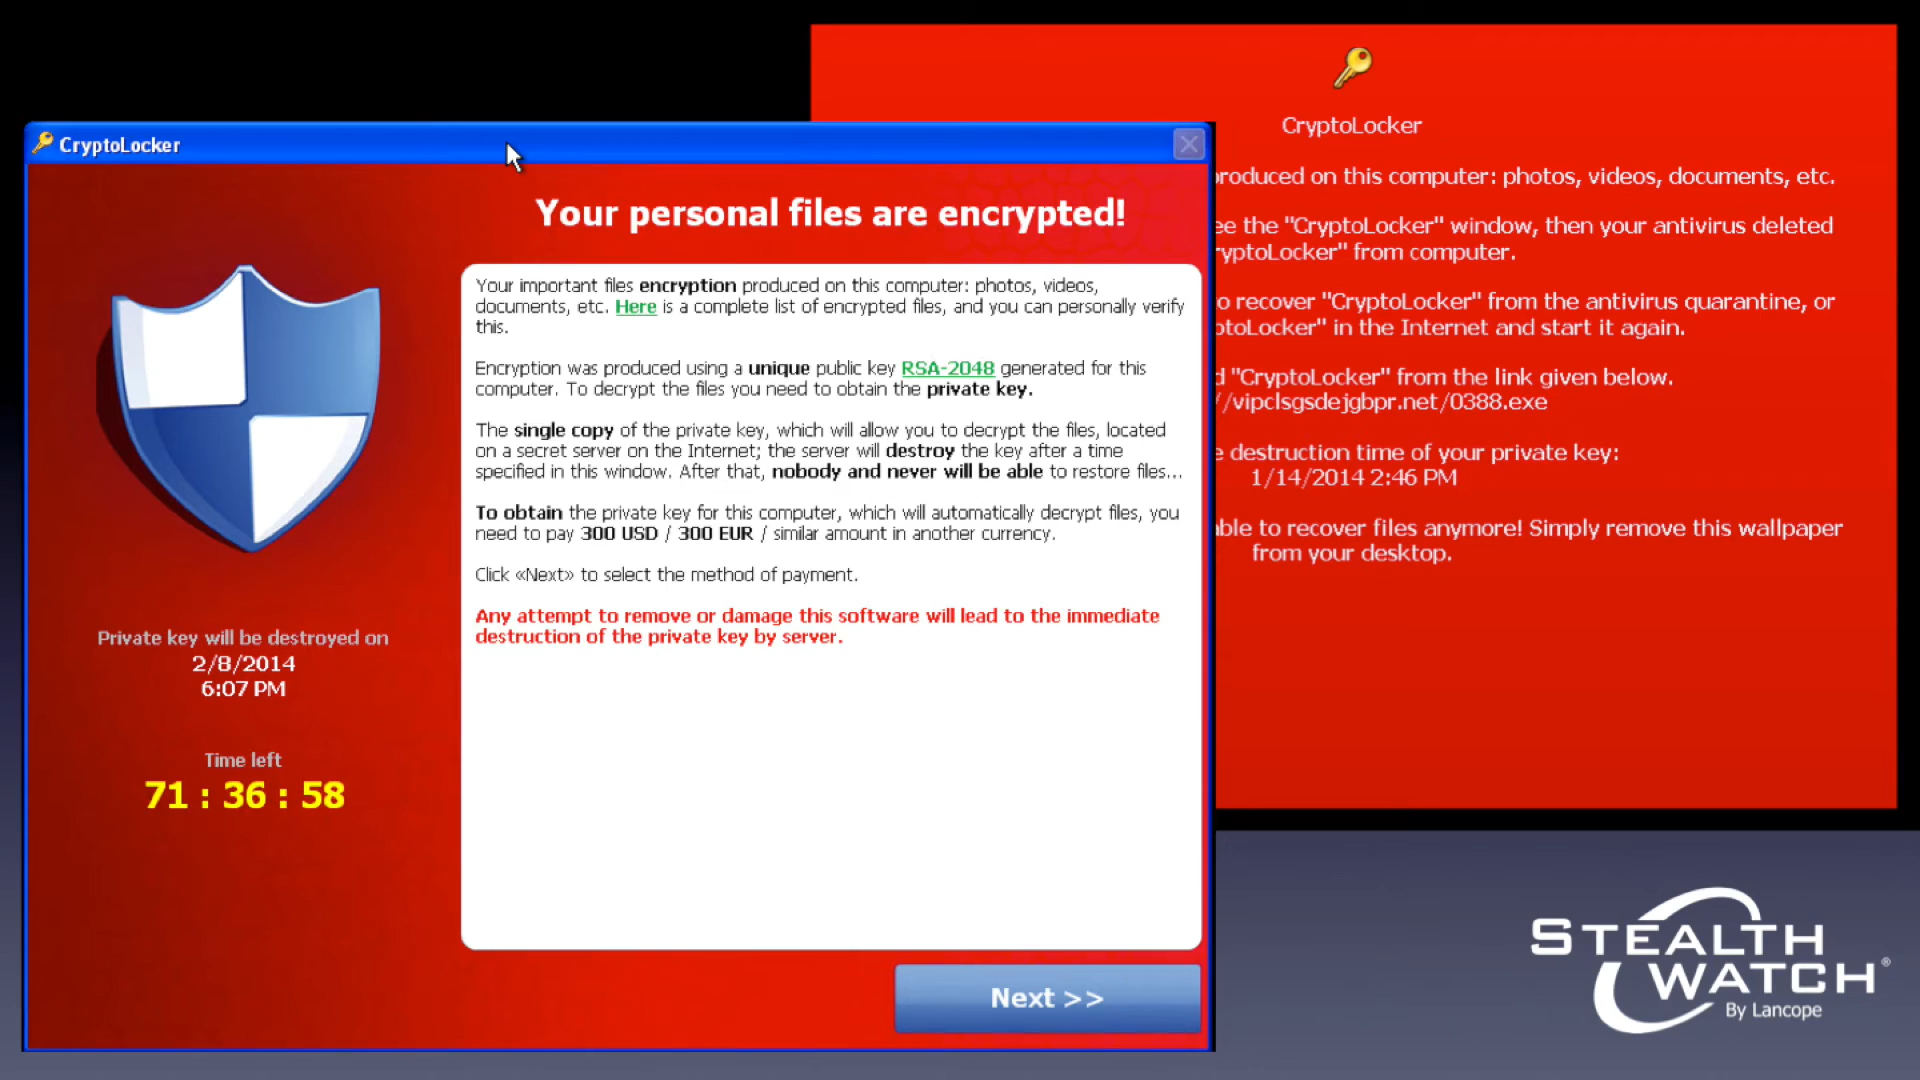 CryptoLocker
Your personal files are encrypted!
Your important files encryption produced on this computer: photos, videos,
documents, etc. Here is a complete list of encrypted files, and you can personally verify
this.
Encryption was produced using a unique public key RSA-2048 generated for this
computer. To decrypt the files you need to obtain the private key.
The single copy of the private key, which will allow you to decrypt the files, located
on a secret server on the Internet; the server will destroy the key after a time
specified in this window. After that, nobody and never will be able to restore files...
To obtain the private key for this computer, which will automatically decrypt files, you
need to pay 300 USD / 300 EUR / similar amount in another currency.
Click «Next» to select the method of payment.
Any attempt to remove or damage this software will lead to the immediate
destruction of the private key by server.
Private key will be destroyed on
2/8/2014
6:07 PM
Time left
71 : 36 : 58
Next >>
CryptoLocker
produced on this computer: photos, videos, documents, etc.
the "CryptoLocker" window, then your antivirus deleted
from computer.
to recover "CryptoLocker" from the antivirus quarantine, or
in the Internet and start it again.
"CryptoLocker" from the link given below.
//vipclsgsdejgbpr.net/0388.exe
destruction time of your private key:
1/14/2014 2:46 PM
to recover files anymore! Simply remove this wallpaper
from your desktop.
STEALTH
WATCH®
By Lancope